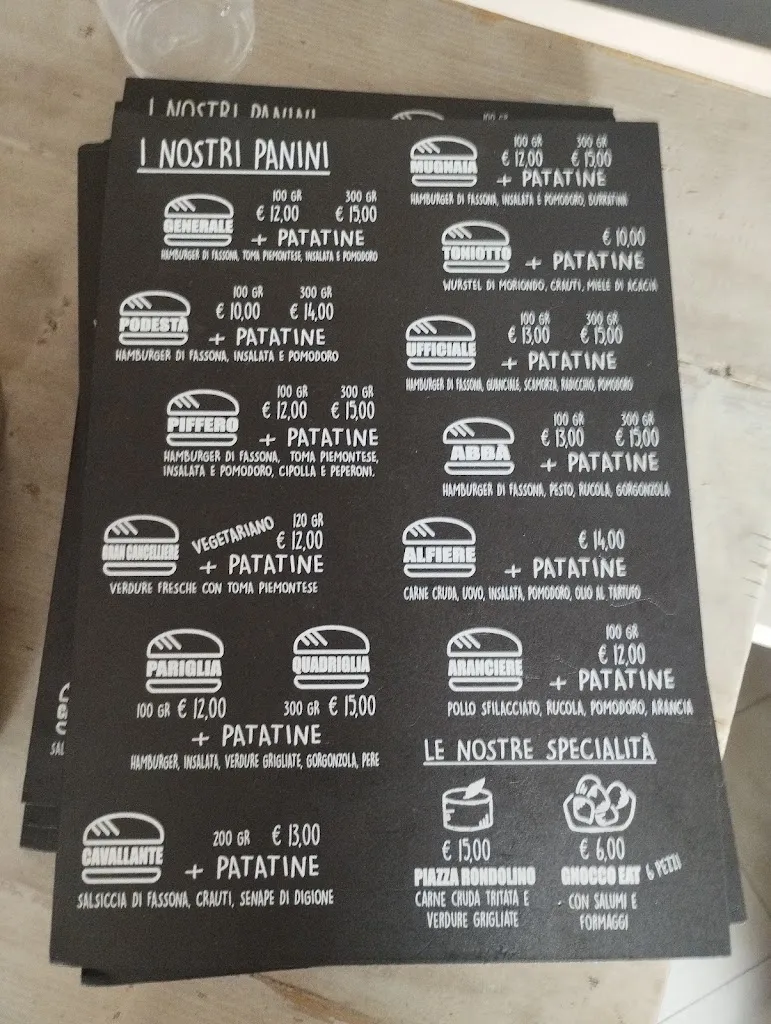 I NOSTRI PANINI
I NOSTRI PANINI
100 GR 300 GR
GENERALE € 12,00 € 15,00
+ PATATINE
HAMBURGER DI FASSONA, TOMA PIEMONTESE, INSALATA E POMODORO
100 GR 300 GR
PODESTA € 10,00 € 14,00
+ PATATINE
HAMBURGER DI FASSONA, INSALATA E POMODORO
100 GR 300 GR
PIFFERO € 12,00 € 15,00
+ PATATINE
HAMBURGER DI FASSONA, TOMA PIEMONTESE,
INSALATA E POMODORO, CIPOLLA E PEPERONI.
120 GR
GRAN CANCELLIERE VEGETARIANO € 12,00
+ PATATINE
VERDURE FRESCHE CON TOMA PIEMONTESE
PARIGLIA QUADRIGLIA
100 GR € 12,00 300 GR € 15,00
+ PATATINE
HAMBURGER, INSALATA, VERDURE GRIGLIATE, GORGONZOLA, PERE
200 GR € 13,00
CAVALLANTE + PATATINE
SALSICCIA DI FASSONA, CRAUTI, SENAPE DI DIGIONE
100 GR 300 GR
MUGNAIA € 12,00 € 15,00
+ PATATINE
HAMBURGER DI FASSONA, INSALATA E POMODORO, BURRATINA
€ 10,00
TONIOTTO + PATATINE
WURSTEL DI MORIONDO, CRAUTI, MIELE DI ACACIA
100 GR 300 GR
UFFICIALE € 13,00 € 15,00
+ PATATINE
HAMBURGER DI FASSONA, GUANCIALE, SCAMORZA, RADICCHIO, POMODORO
100 GR 300 GR
ABBÀ € 13,00 € 15,00
+ PATATINE
HAMBURGER DI FASSONA, PESTO, RUCOLA, GORGONZOLA
€ 14,00
ALFIERE + PATATINE
CARNE CRUDA, UOVO, INSALATA, POMODORO, OLIO AL TARTUFO
100 GR
€ 12,00
ARANCIERE + PATATINE
POLLO SFILACCIATO, RUCOLA, POMODORO, ARANCIA
LE NOSTRE SPECIALITÀ
€ 15,00
PIAZZA RONDOLINO
CARNE CRUDA TRITATA E
VERDURE GRIGLIATE
€ 6,00
GNOCCO EAT 6 PEZZI
CON SALUMI E
FORMAGGI